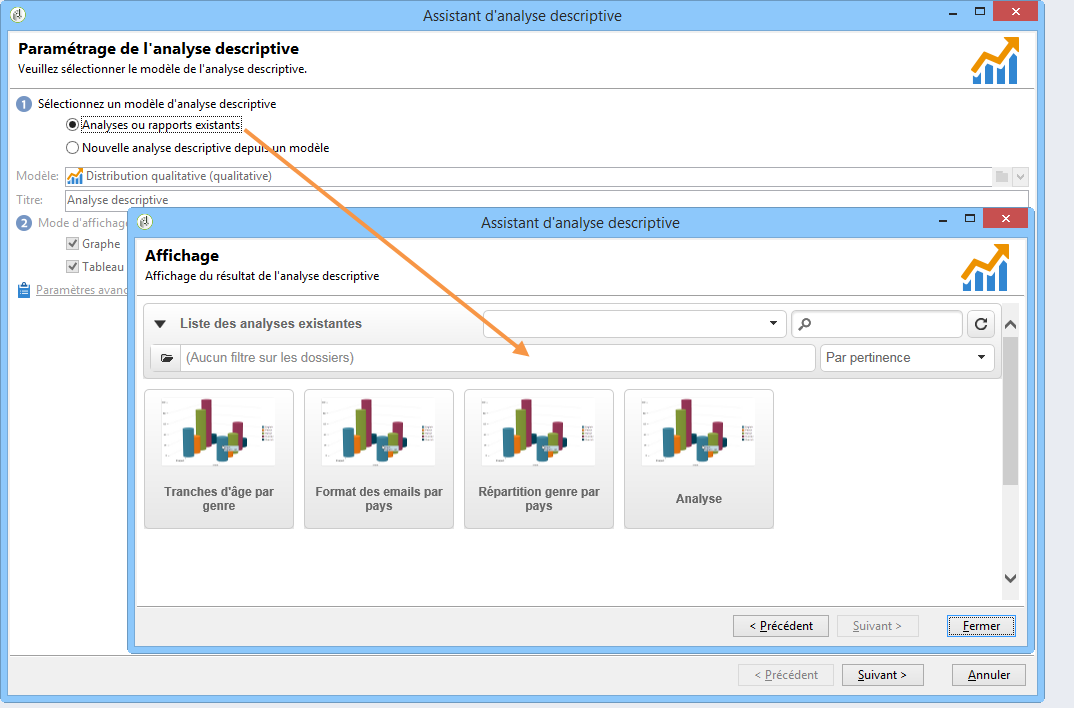 Assistant d'analyse descriptive
Paramétrage de l'analyse descriptive
Veuillez sélectionner le modèle de l'analyse descriptive.
1 Sélectionnez un modèle d'analyse descriptive
Analyses ou rapports existants
Nouvelle analyse descriptive depuis un modèle
Modèle: Distribution qualitative (qualitative)
Titre: Analyse descriptive
2 Mode d'affichage
Graphe
Tableau
Paramètres avanc
Assistant d'analyse descriptive
Affichage
Affichage du résultat de l'analyse descriptive
Liste des analyses existantes
(Aucun filtre sur les dossiers) Par pertinence
Tranches d'âge par
genre
Format des emails par
pays
Répartition genre par
pays
Analyse
< Précédent Suivant > Fermer
< Précédent Suivant > Annuler